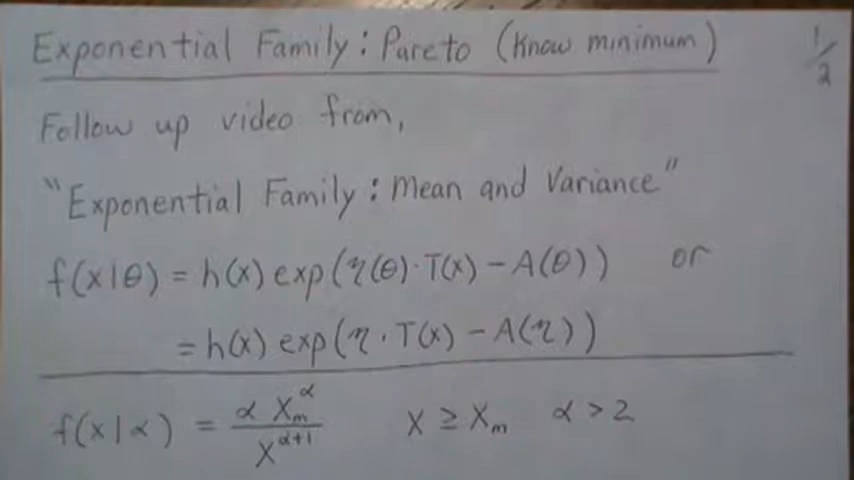 Exponential Family: Pareto (Know minimum)
1/2
Follow up video from,
"Exponential Family: Mean and Variance"
f(x|θ) = h(x) exp(η(θ)·T(x) − A(θ)) or
= h(x) exp(η·T(x) − A(η))
f(x|α) = α X_m^α / X^(α+1) X ≥ X_m α > 2